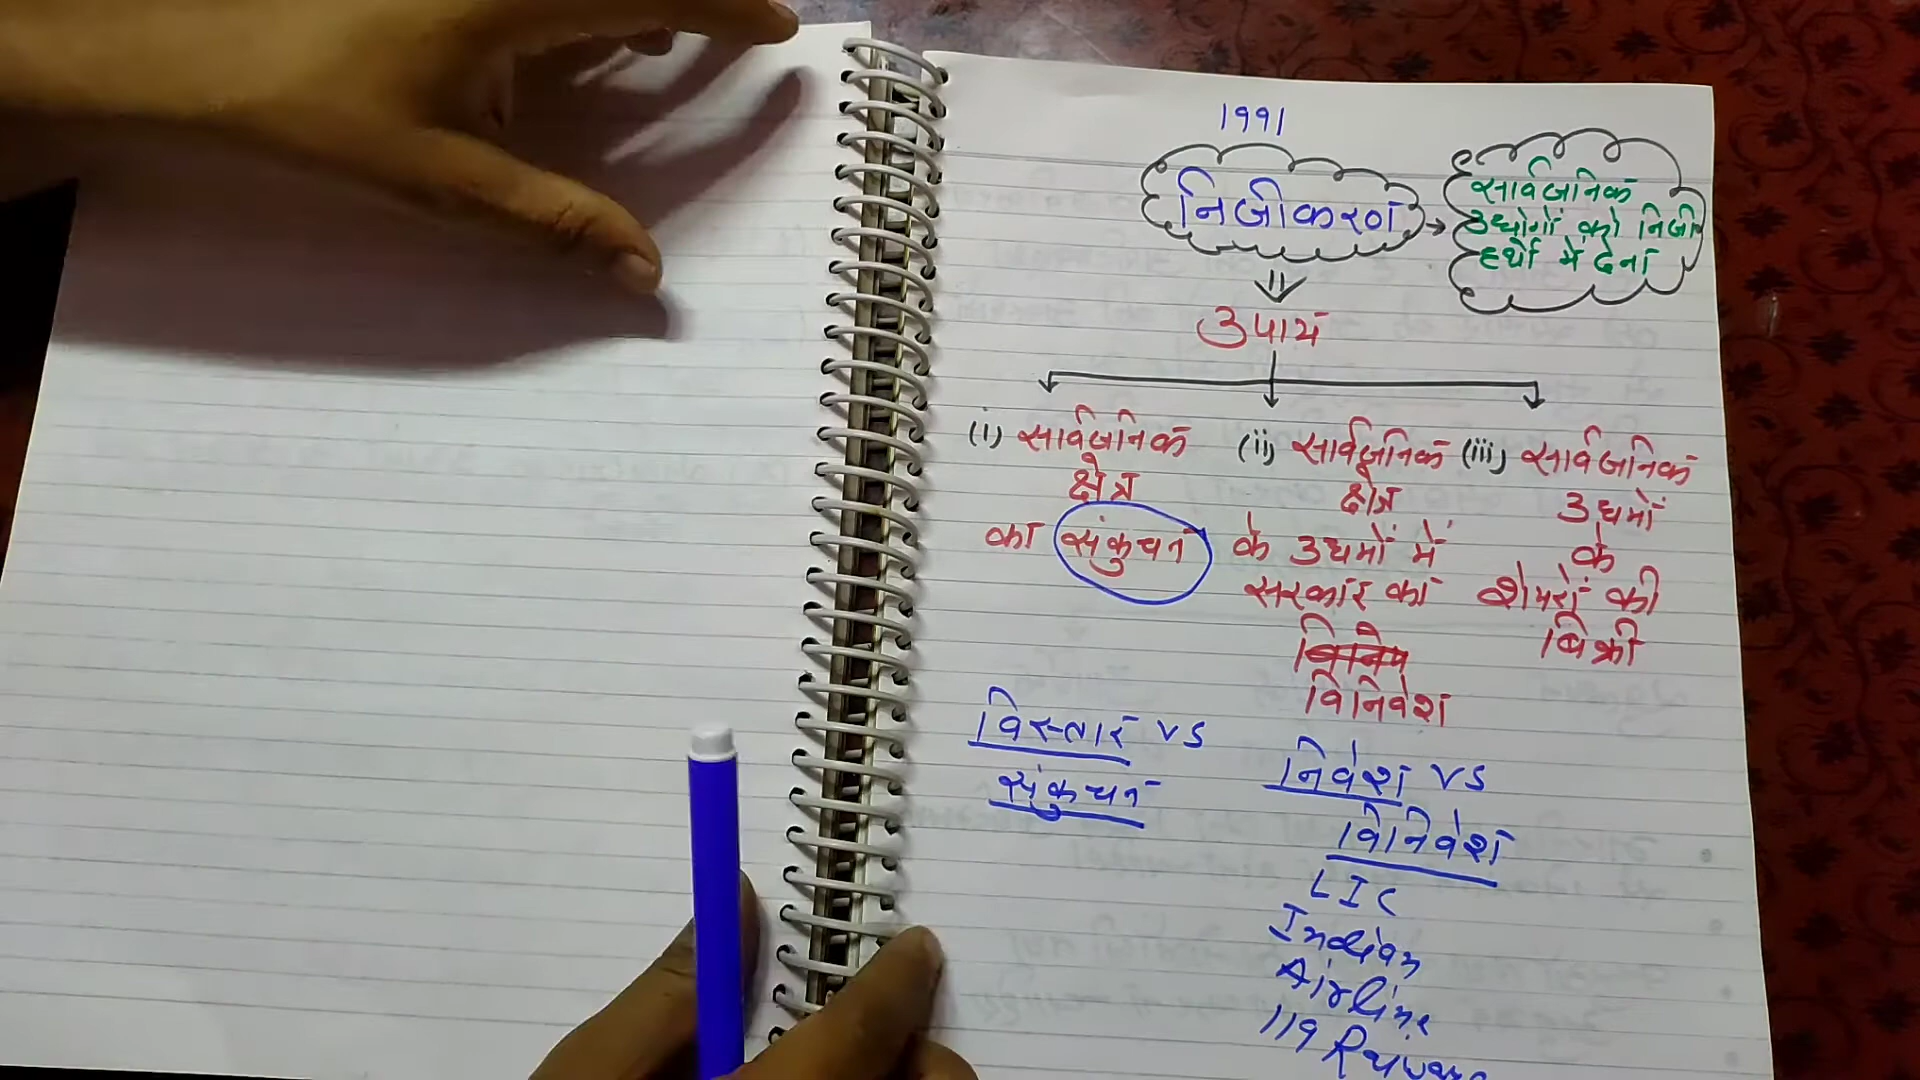 1991
निजीकरण
सार्वजनिक
उद्योगों को निजी
हाथों में देना
उपाय
(i) सार्वजनिक
क्षेत्र
का संकुचन
(ii) सार्वजनिक
क्षेत्र
के उद्यमों में
सरकार का
विनिवेश
(iii) सार्वजनिक
उद्यमों
के
शेयरों की
बिक्री
विस्तार VS
संकुचन
निवेश VS
विनिवेश
LIC
Indian
Airline
119